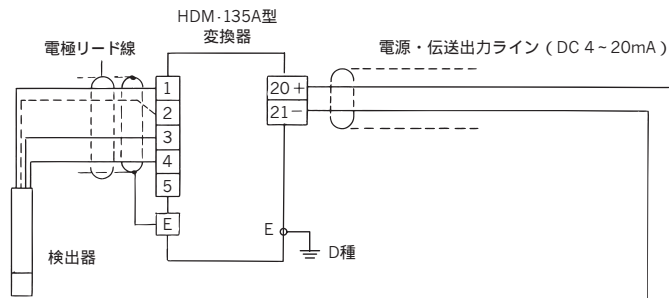 HDM-135A型
変換器
電極リード線
電源・伝送出力ライン（DC 4～20mA）
1
20＋
2
21－
3
4
5
E
E
D種
検出器